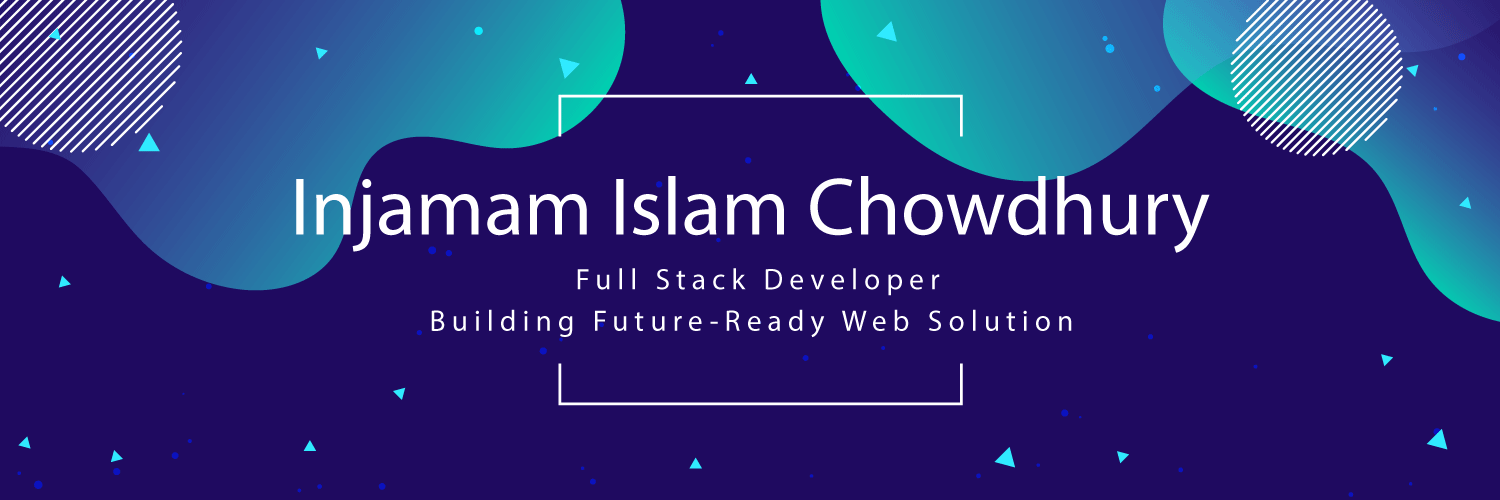 Injamam Islam Chowdhury
Full Stack Developer
Building Future-Ready Web Solution